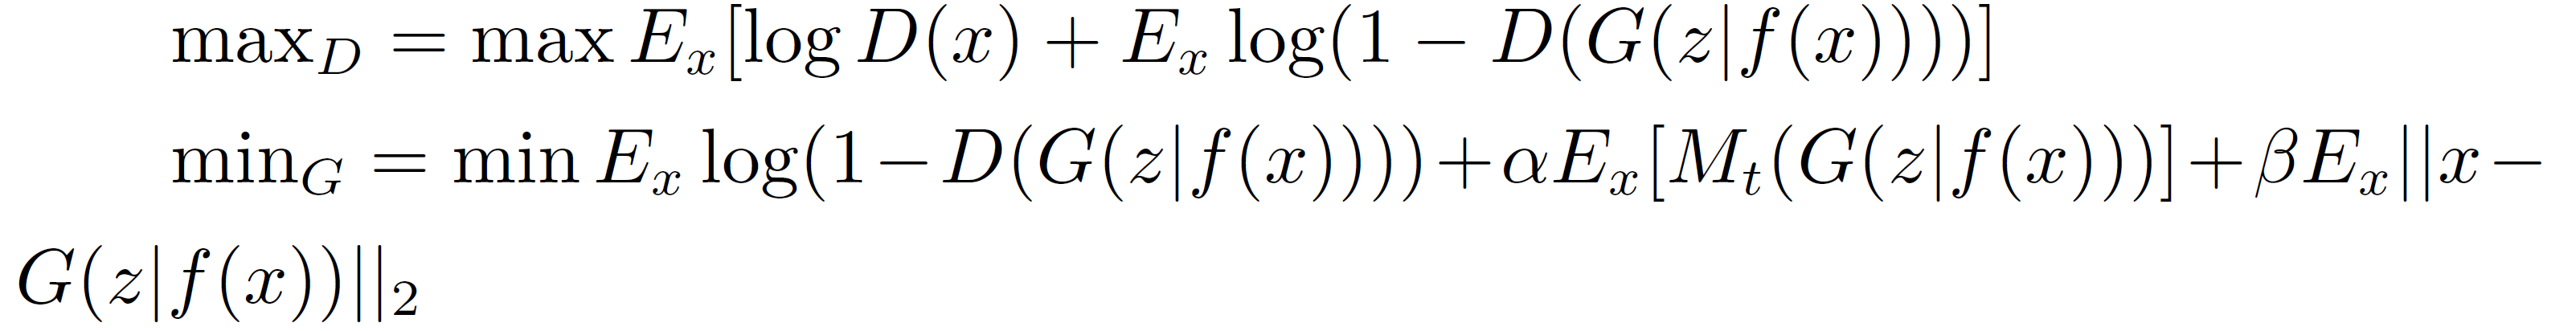 max_D = max E_x[log D(x) + E_x log(1 − D(G(z|f(x))))]
min_G = min E_x log(1−D(G(z|f(x))))+αE_x[M_t(G(z|f(x)))]+βE_x||x−
G(z|f(x))||_2